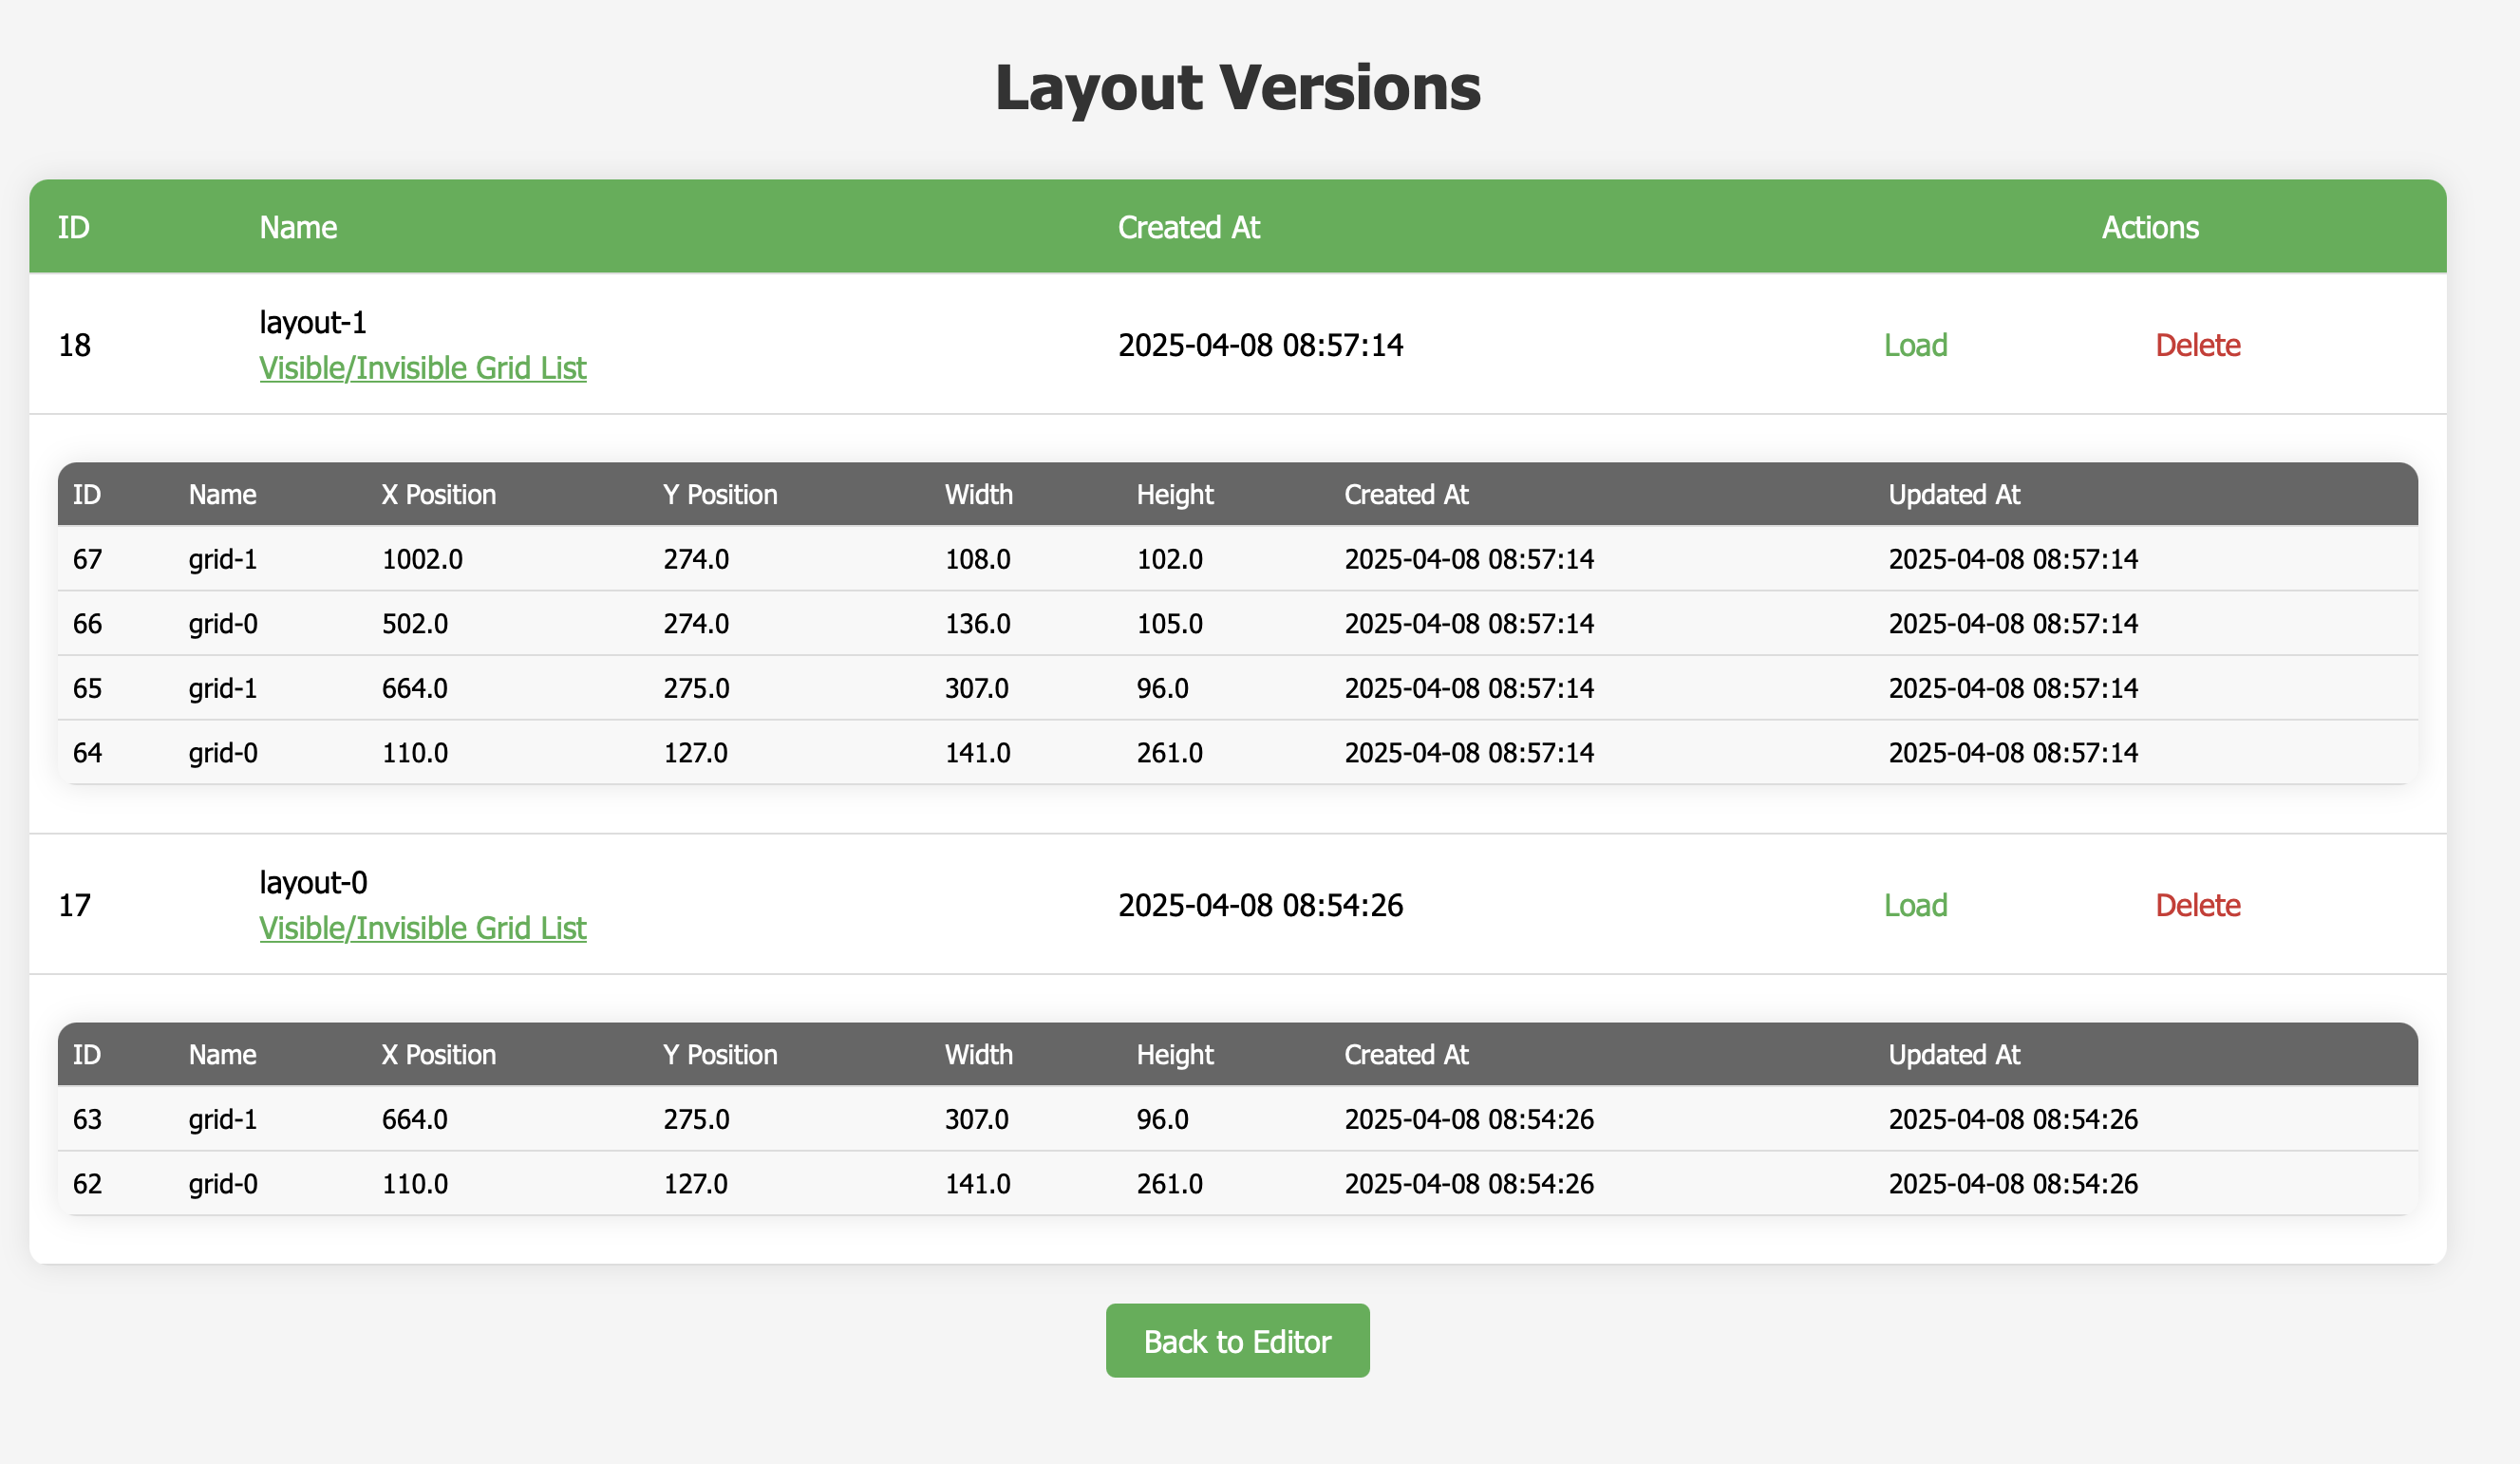 Layout Versions
ID Name Created At Actions
layout-1
18 2025-04-08 08:57:14 Load Delete
Visible/Invisible Grid List
ID Name X Position Y Position Width Height Created At Updated At
67 grid-1 1002.0 274.0 108.0 102.0 2025-04-08 08:57:14 2025-04-08 08:57:14
66 grid-0 502.0 274.0 136.0 105.0 2025-04-08 08:57:14 2025-04-08 08:57:14
65 grid-1 664.0 275.0 307.0 96.0 2025-04-08 08:57:14 2025-04-08 08:57:14
64 grid-0 110.0 127.0 141.0 261.0 2025-04-08 08:57:14 2025-04-08 08:57:14
layout-0
17 2025-04-08 08:54:26 Load Delete
Visible/Invisible Grid List
ID Name X Position Y Position Width Height Created At Updated At
63 grid-1 664.0 275.0 307.0 96.0 2025-04-08 08:54:26 2025-04-08 08:54:26
62 grid-0 110.0 127.0 141.0 261.0 2025-04-08 08:54:26 2025-04-08 08:54:26
Back to Editor